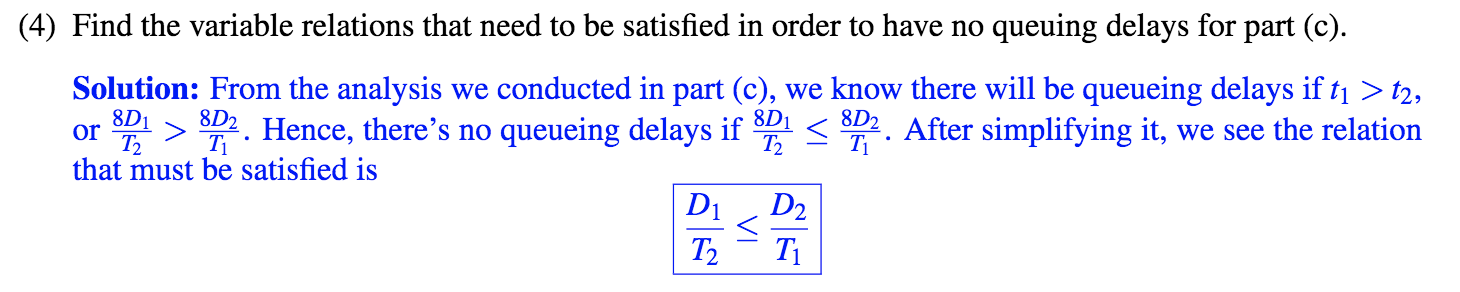 (4) Find the variable relations that need to be satisfied in order to have no queuing delays for part (c).
Solution: From the analysis we conducted in part (c), we know there will be queueing delays if t₁ > t₂,
or 8D₁/T₂ > 8D₂/T₁. Hence, there’s no queueing delays if 8D₁/T₂ ≤ 8D₂/T₁. After simplifying it, we see the relation
that must be satisfied is
D₁/T₂ ≤ D₂/T₁